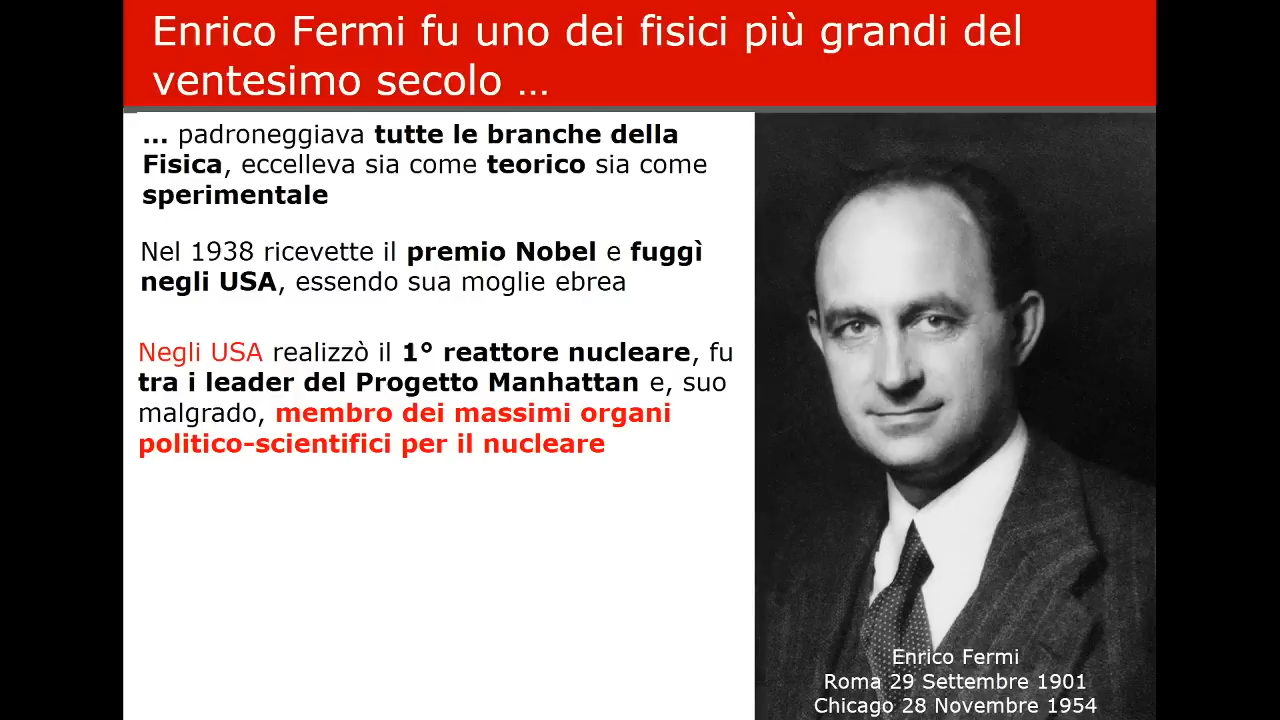 Enrico Fermi fu uno dei fisici più grandi del
ventesimo secolo …
… padroneggiava tutte le branche della
Fisica, eccelleva sia come teorico sia come
sperimentale
Nel 1938 ricevette il premio Nobel e fuggì
negli USA, essendo sua moglie ebrea
Negli USA realizzò il 1° reattore nucleare, fu
tra i leader del Progetto Manhattan e, suo
malgrado, membro dei massimi organi
politico-scientifici per il nucleare
Enrico Fermi
Roma 29 Settembre 1901
Chicago 28 Novembre 1954